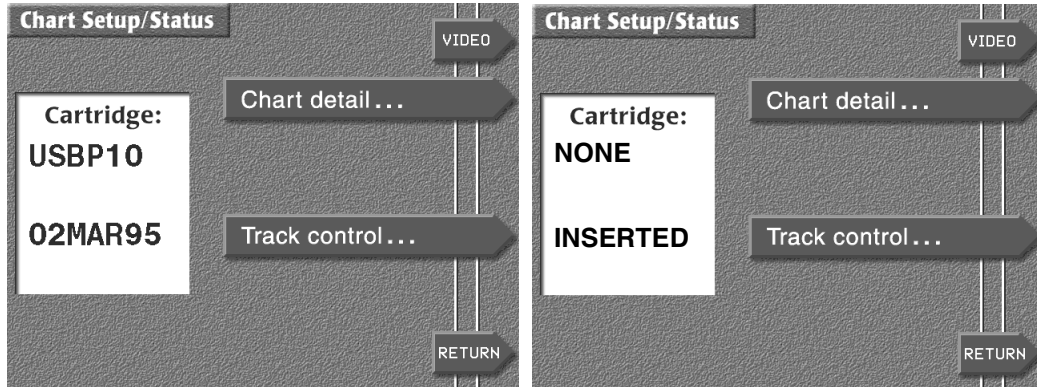 Chart Setup/Status
VIDEO
Chart detail...
Cartridge:
USBP10
02MAR95
Track control...
RETURN
Chart Setup/Status
VIDEO
Chart detail...
Cartridge:
NONE
INSERTED
Track control...
RETURN